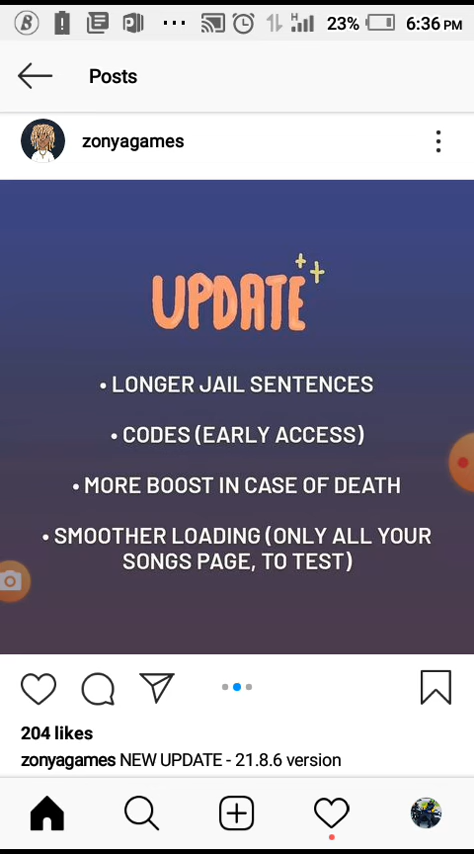 23% 6:36 PM
Posts
zonyagames
UPDATE
• LONGER JAIL SENTENCES
• CODES (EARLY ACCESS)
• MORE BOOST IN CASE OF DEATH
• SMOOTHER LOADING (ONLY ALL YOUR
SONGS PAGE, TO TEST)
204 likes
zonyagames NEW UPDATE - 21.8.6 version